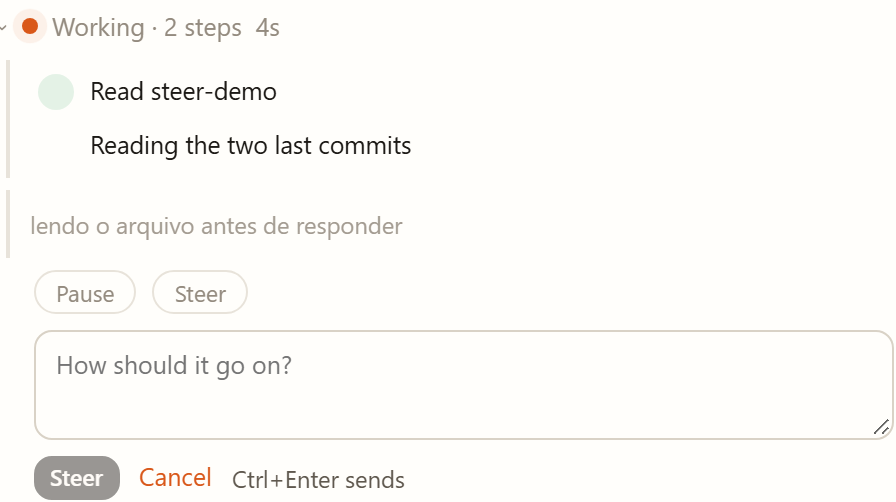 Working · 2 steps 4s
Read steer-demo
Reading the two last commits
lendo o arquivo antes de responder
Pause Steer
How should it go on?
Steer Cancel Ctrl+Enter sends